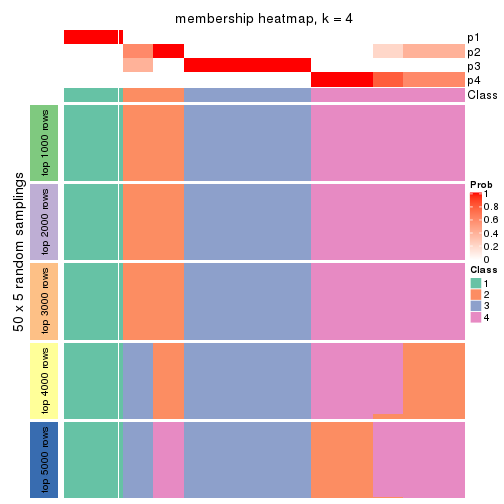 membership heatmap, k = 4
p1
p2
p3
p4
Class
50 x 5 random samplings
top 1000 rows
top 2000 rows
top 3000 rows
top 4000 rows
top 5000 rows
Prob
1
0.8
0.6
0.4
0.2
0
Class
1
2
3
4